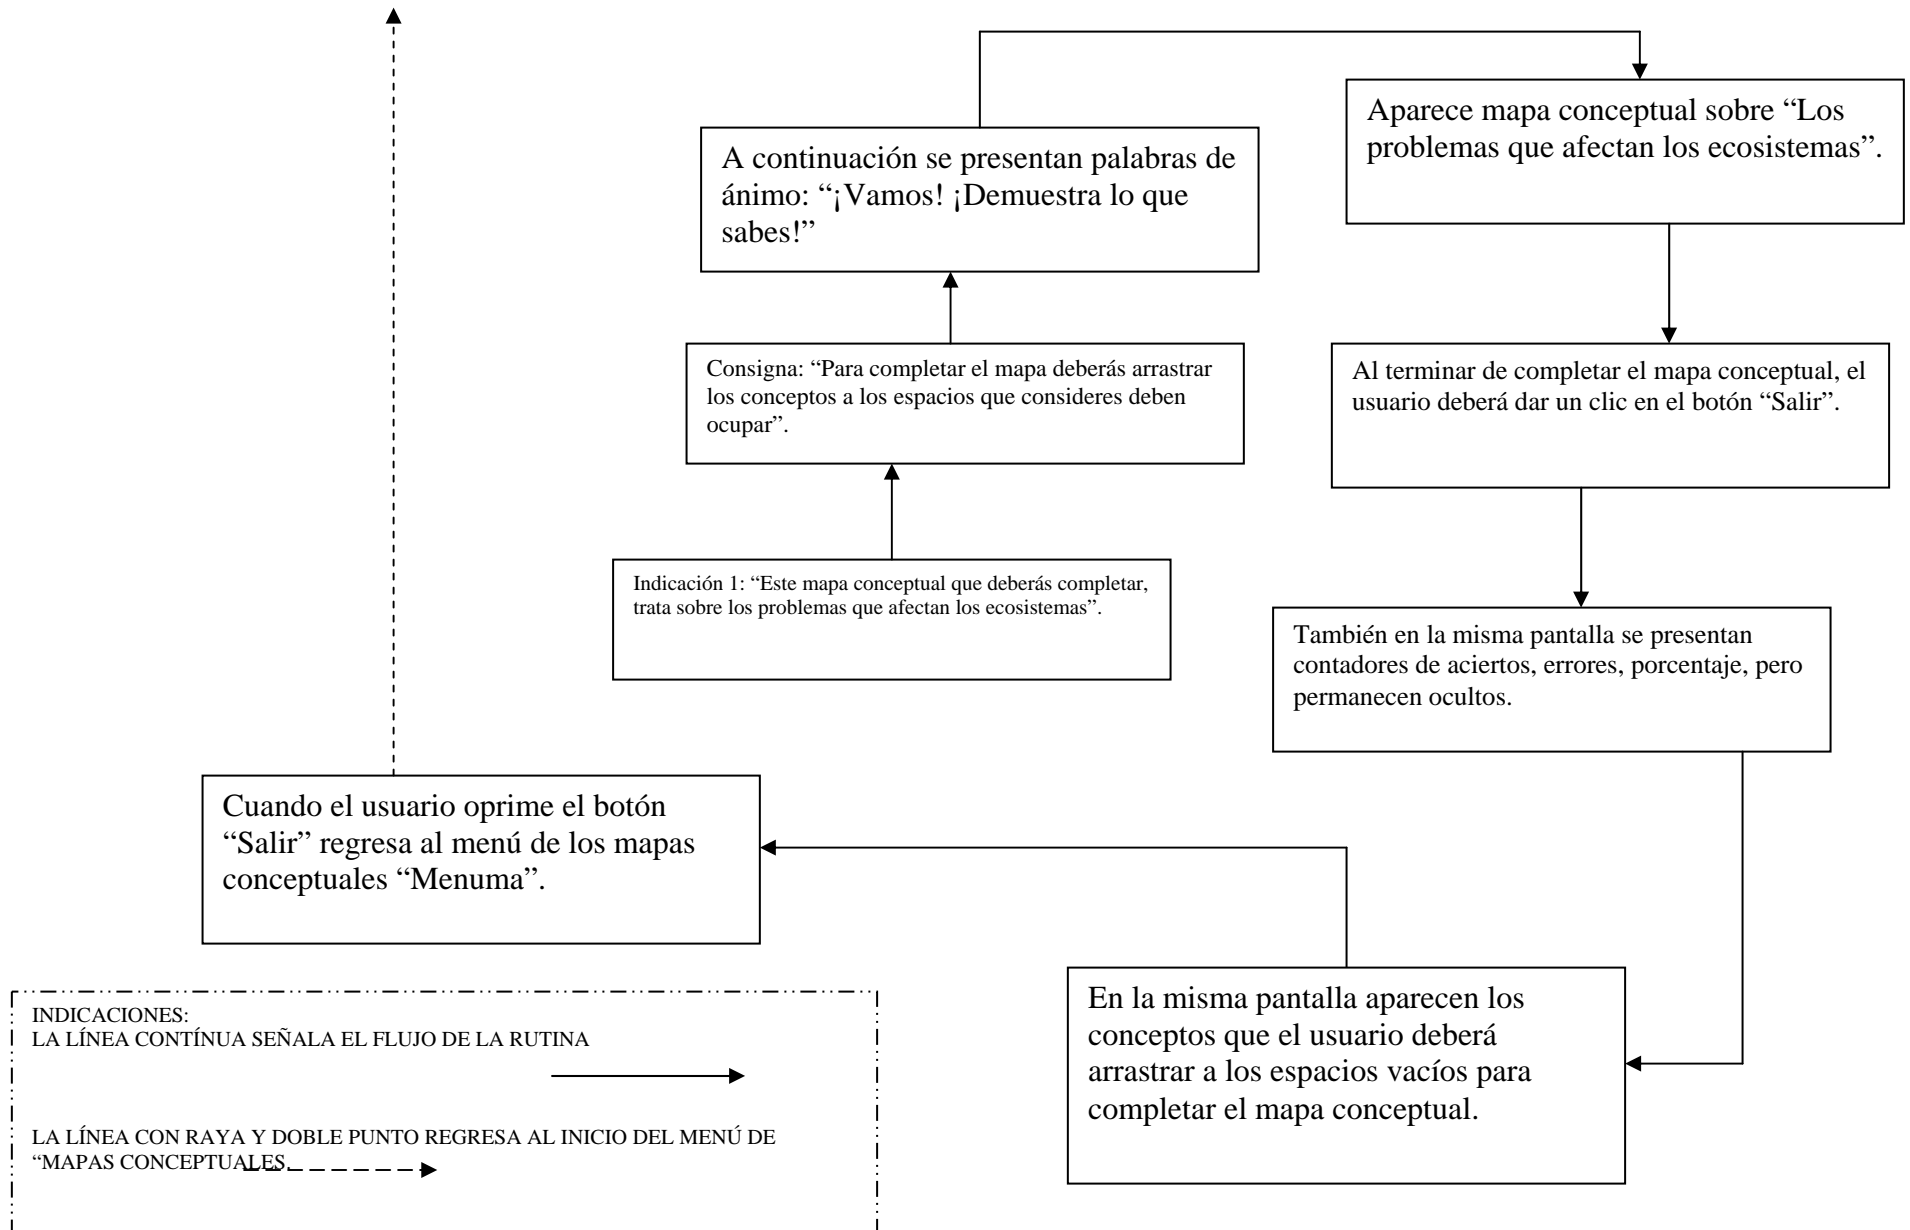 A continuación se presentan palabras de
ánimo: “¡Vamos! ¡Demuestra lo que
sabes!”
Aparece mapa conceptual sobre “Los
problemas que afectan los ecosistemas”.
Consigna: “Para completar el mapa deberás arrastrar
los conceptos a los espacios que consideres deben
ocupar”.
Al terminar de completar el mapa conceptual, el
usuario deberá dar un clic en el botón “Salir”.
Indicación 1: “Este mapa conceptual que deberás completar,
trata sobre los problemas que afectan los ecosistemas”.
También en la misma pantalla se presentan
contadores de aciertos, errores, porcentaje, pero
permanecen ocultos.
Cuando el usuario oprime el botón
“Salir” regresa al menú de los mapas
conceptuales “Menuma”.
En la misma pantalla aparecen los
conceptos que el usuario deberá
arrastrar a los espacios vacíos para
completar el mapa conceptual.
INDICACIONES:
LA LÍNEA CONTÍNUA SEÑALA EL FLUJO DE LA RUTINA
LA LÍNEA CON RAYA Y DOBLE PUNTO REGRESA AL INICIO DEL MENÚ DE
“MAPAS CONCEPTUALES.